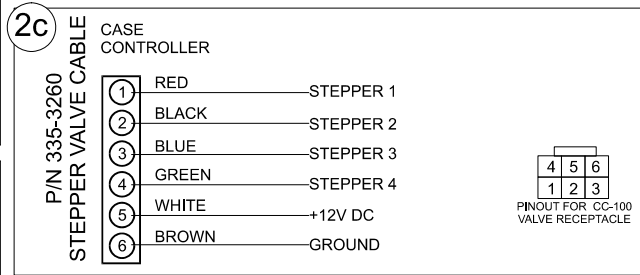 2c
CASE
CONTROLLER
P/N 335-3260
STEPPER VALVE CABLE
1 RED STEPPER 1
2 BLACK STEPPER 2
3 BLUE STEPPER 3
4 GREEN STEPPER 4
5 WHITE +12V DC
6 BROWN GROUND
4 5 6
1 2 3
PINOUT FOR CC-100
VALVE RECEPTACLE